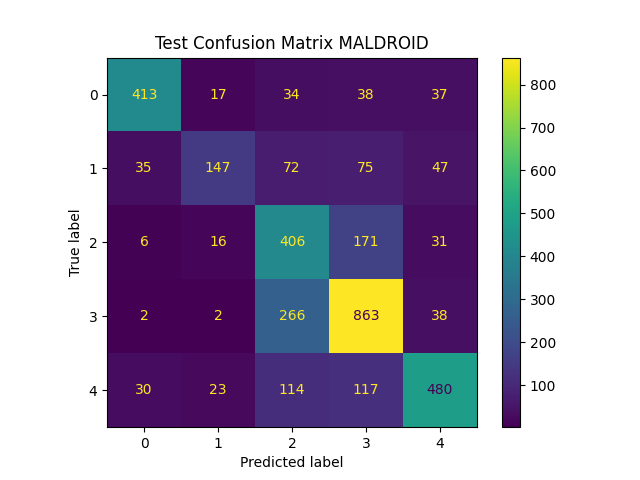 Test Confusion Matrix MALDROID
0 413 17 34 38 37
1 35 147 72 75 47
2 6 16 406 171 31
3 2 2 266 863 38
4 30 23 114 117 480
0 1 2 3 4
Predicted label
True label
800
700
600
500
400
300
200
100